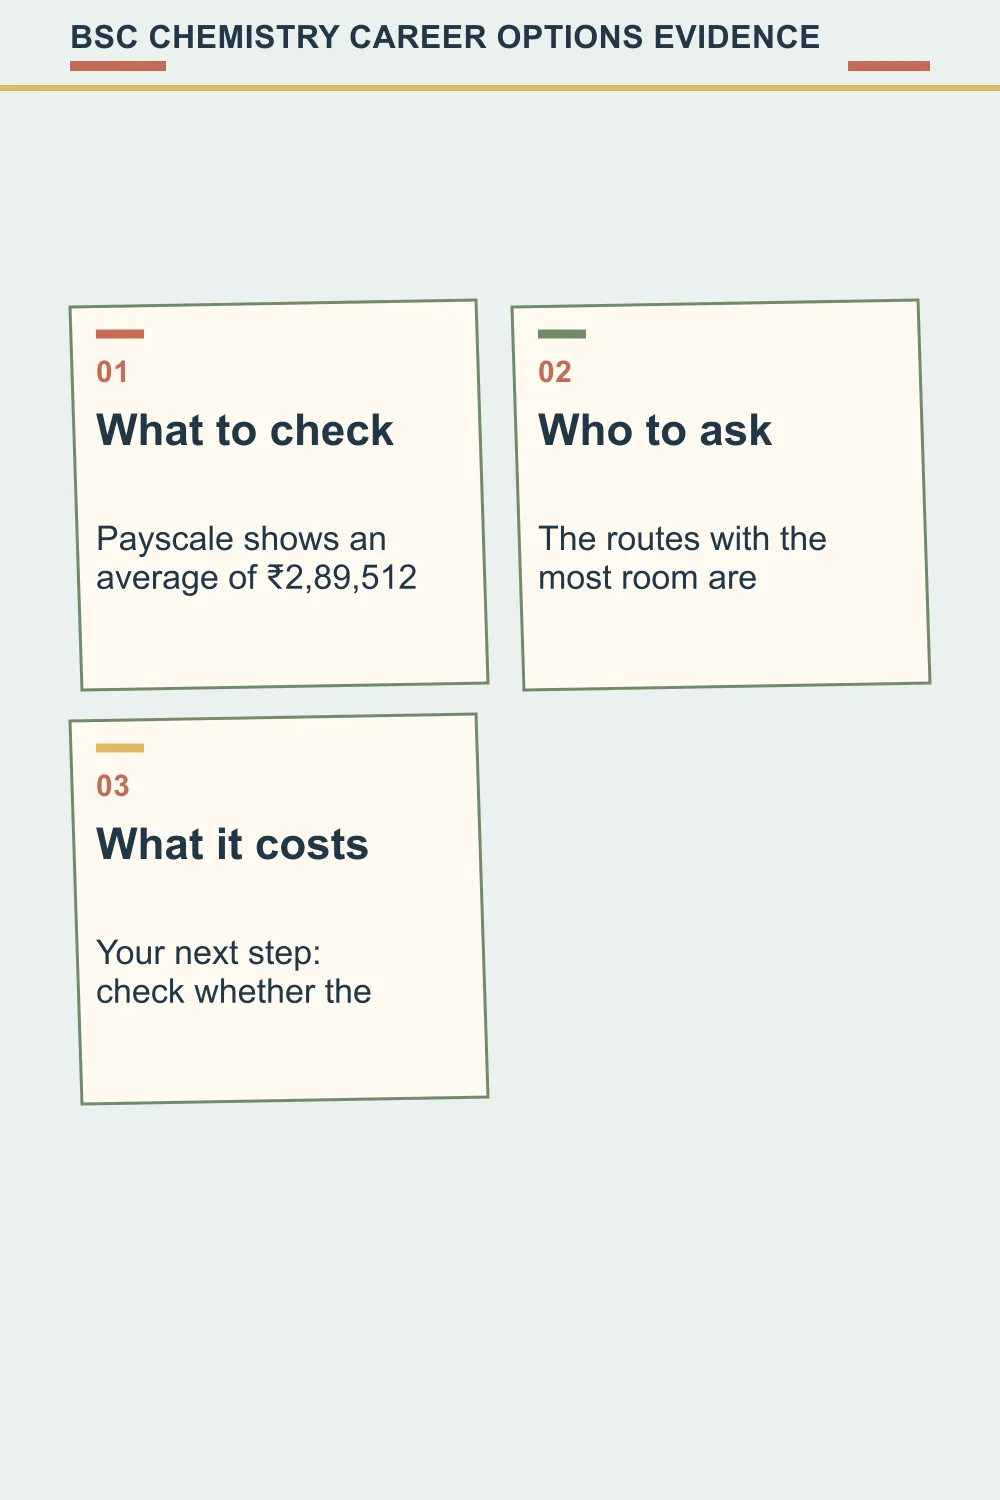 BSC CHEMISTRY CAREER OPTIONS EVIDENCE
01
What to check
Payscale shows an
average of ₹2,89,512
02
Who to ask
The routes with the
most room are
03
What it costs
Your next step:
check whether the